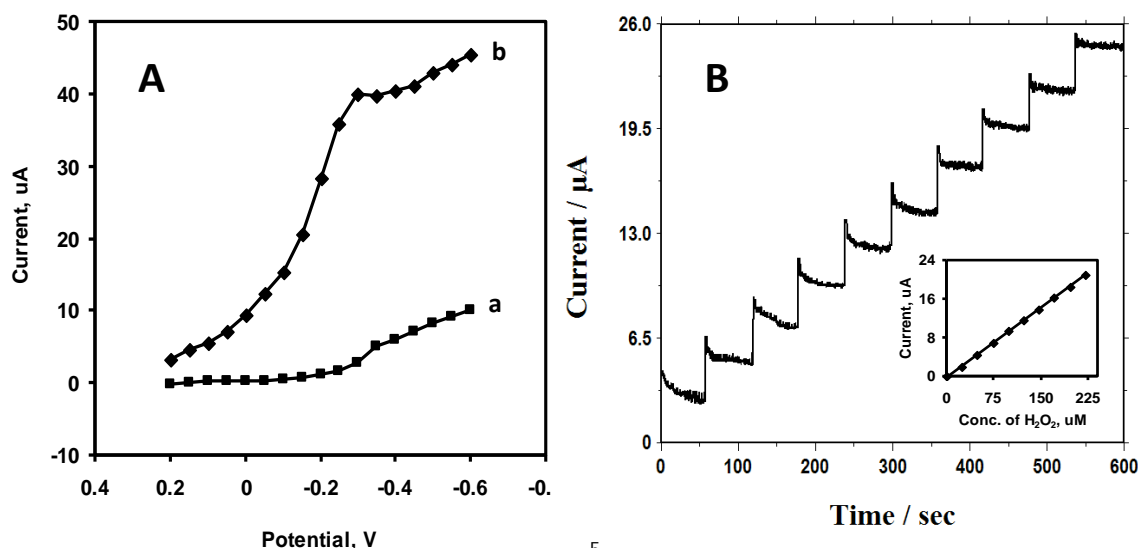 A
b
a
50
40
30
20
10
0
-10
0.4 0.2 0 -0.2 -0.4 -0.6 -0.
Current, uA
Potential, V
B
26.0
19.5
13.0
6.5
0
0 100 200 300 400 500 600
Current / μA
Time / sec
24
16
8
0
0 75 150 225
Current, uA
Conc. of H₂O₂, uM
5